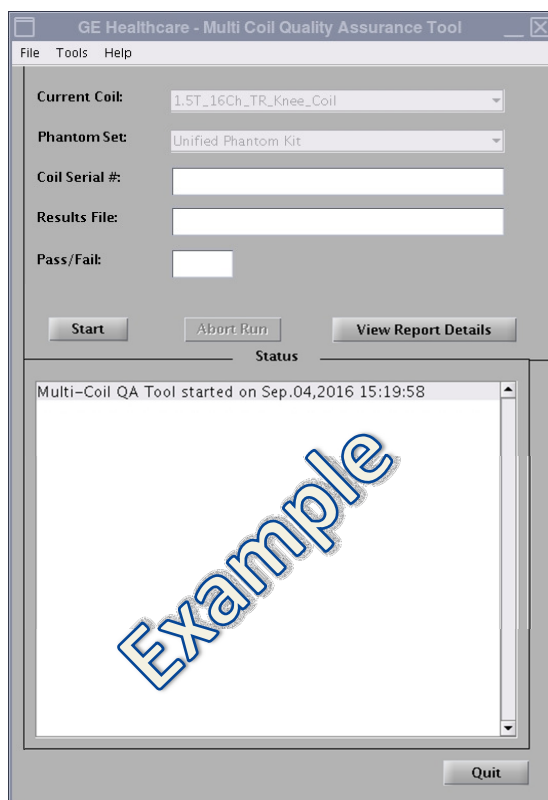 GE Healthcare - Multi Coil Quality Assurance Tool
File Tools Help
Current Coil: 1.5T_16Ch_TR_Knee_Coil
Phantom Set: Unified Phantom Kit
Coil Serial #:
Results File:
Pass/Fail:
Start Abort Run View Report Details
Status
Multi-Coil QA Tool started on Sep.04,2016 15:19:58
Example
Quit